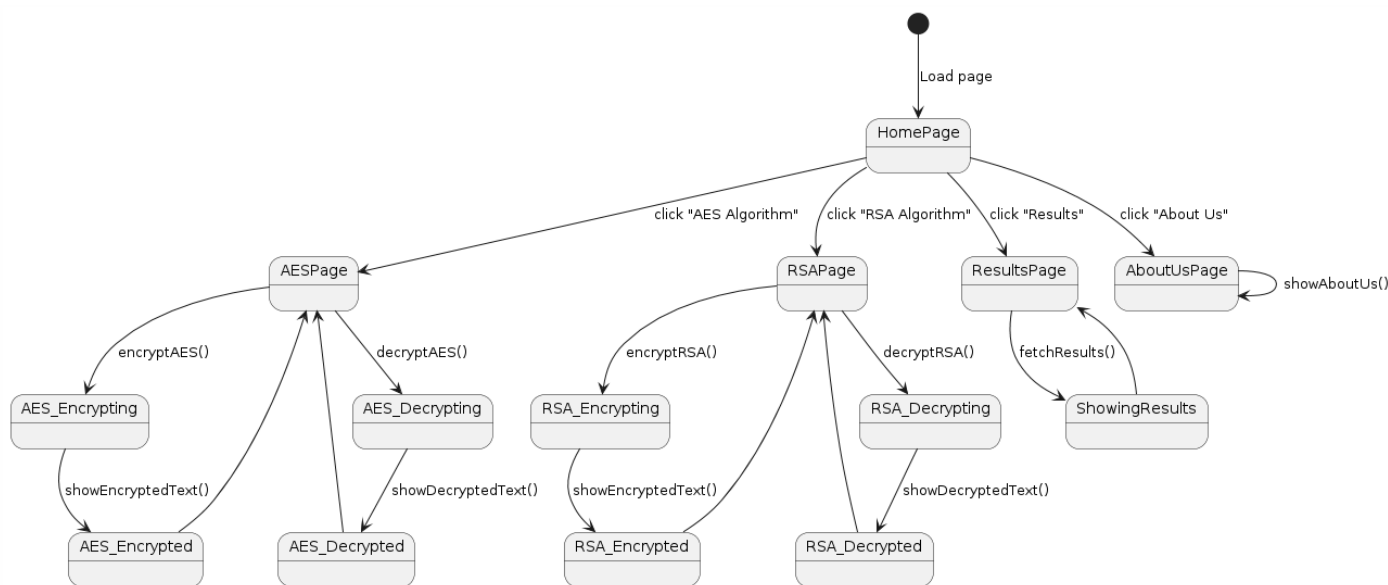 Load page
HomePage
click "AES Algorithm"
click "RSA Algorithm"
click "Results"
click "About Us"
AESPage
RSAPage
ResultsPage
AboutUsPage
showAboutUs()
encryptAES()
decryptAES()
encryptRSA()
decryptRSA()
fetchResults()
AES_Encrypting
AES_Decrypting
RSA_Encrypting
RSA_Decrypting
ShowingResults
showEncryptedText()
showDecryptedText()
showEncryptedText()
showDecryptedText()
AES_Encrypted
AES_Decrypted
RSA_Encrypted
RSA_Decrypted